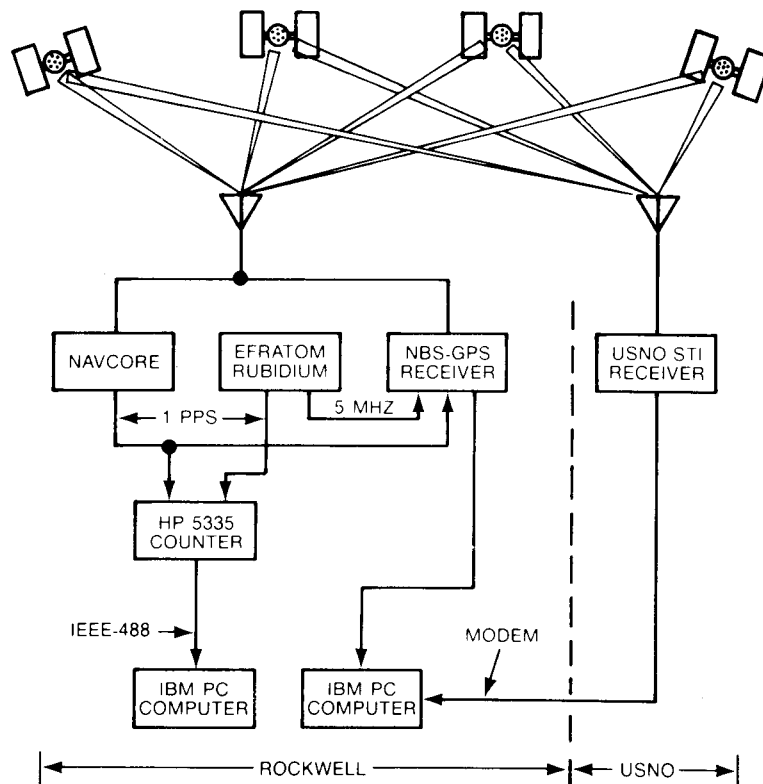 NAVCORE
EFRATOM
RUBIDIUM
NBS-GPS
RECEIVER
USNO STI
RECEIVER
1 PPS
5 MHZ
HP 5335
COUNTER
IEEE-488
MODEM
IBM PC
COMPUTER
IBM PC
COMPUTER
ROCKWELL
USNO